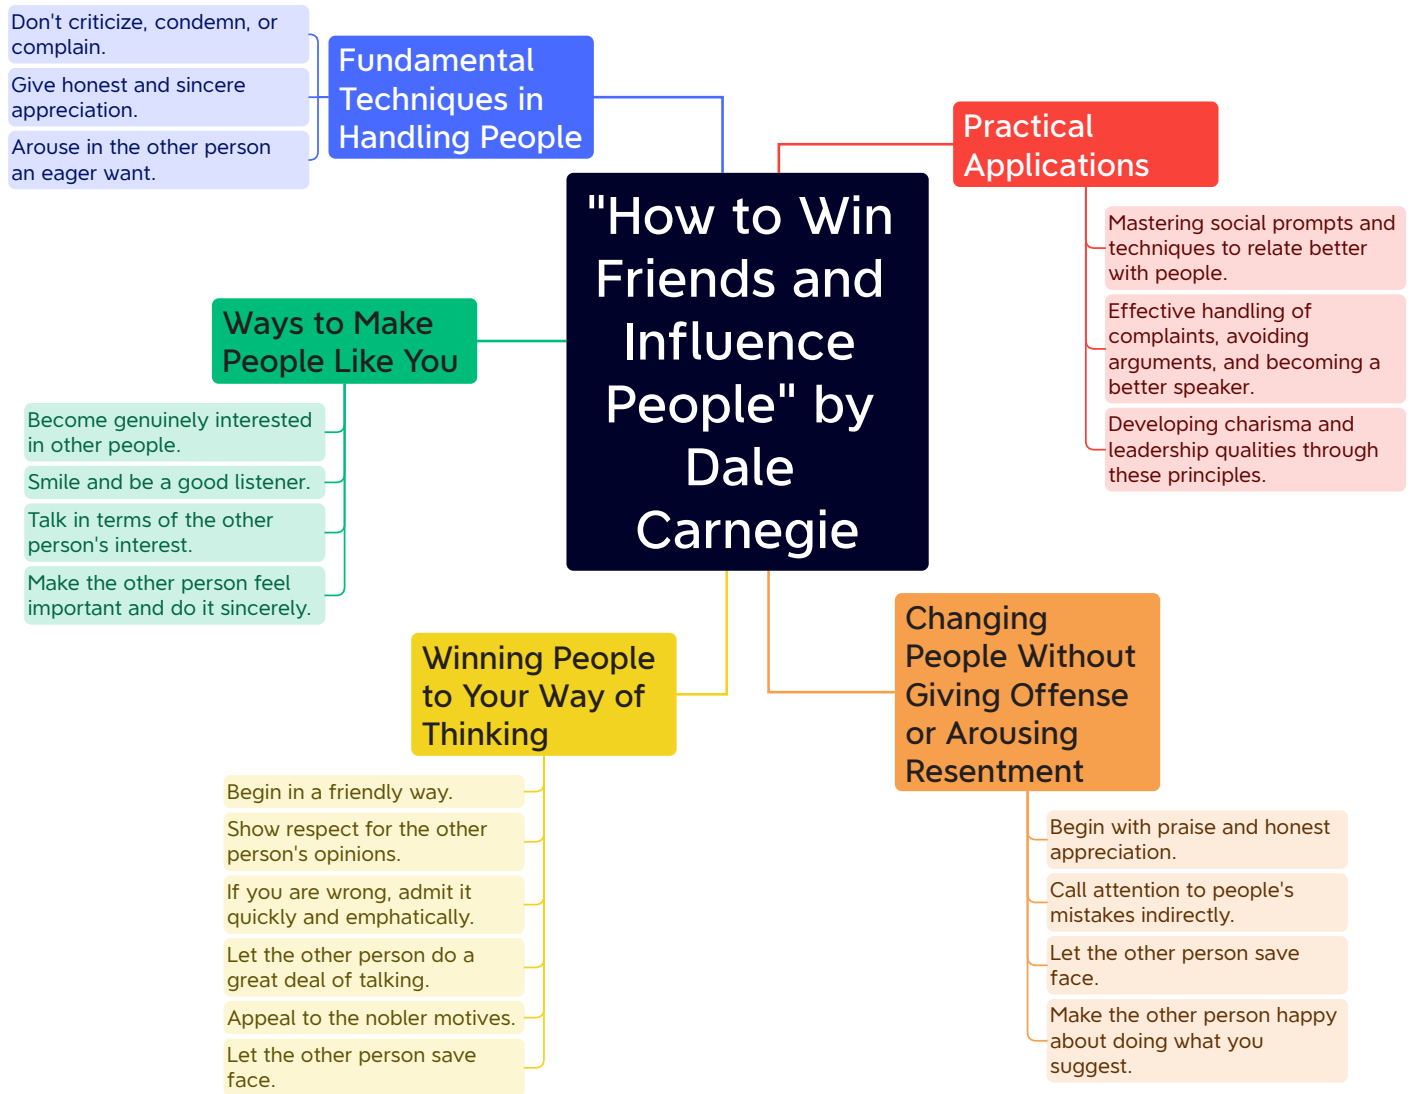 "How to Win
Friends and
Influence
People" by
Dale
Carnegie
Fundamental
Techniques in
Handling People
Don't criticize, condemn, or
complain.
Give honest and sincere
appreciation.
Arouse in the other person
an eager want.
Ways to Make
People Like You
Become genuinely interested
in other people.
Smile and be a good listener.
Talk in terms of the other
person's interest.
Make the other person feel
important and do it sincerely.
Winning People
to Your Way of
Thinking
Begin in a friendly way.
Show respect for the other
person's opinions.
If you are wrong, admit it
quickly and emphatically.
Let the other person do a
great deal of talking.
Appeal to the nobler motives.
Let the other person save
face.
Changing
People Without
Giving Offense
or Arousing
Resentment
Begin with praise and honest
appreciation.
Call attention to people's
mistakes indirectly.
Let the other person save
face.
Make the other person happy
about doing what you
suggest.
Practical
Applications
Mastering social prompts and
techniques to relate better
with people.
Effective handling of
complaints, avoiding
arguments, and becoming a
better speaker.
Developing charisma and
leadership qualities through
these principles.